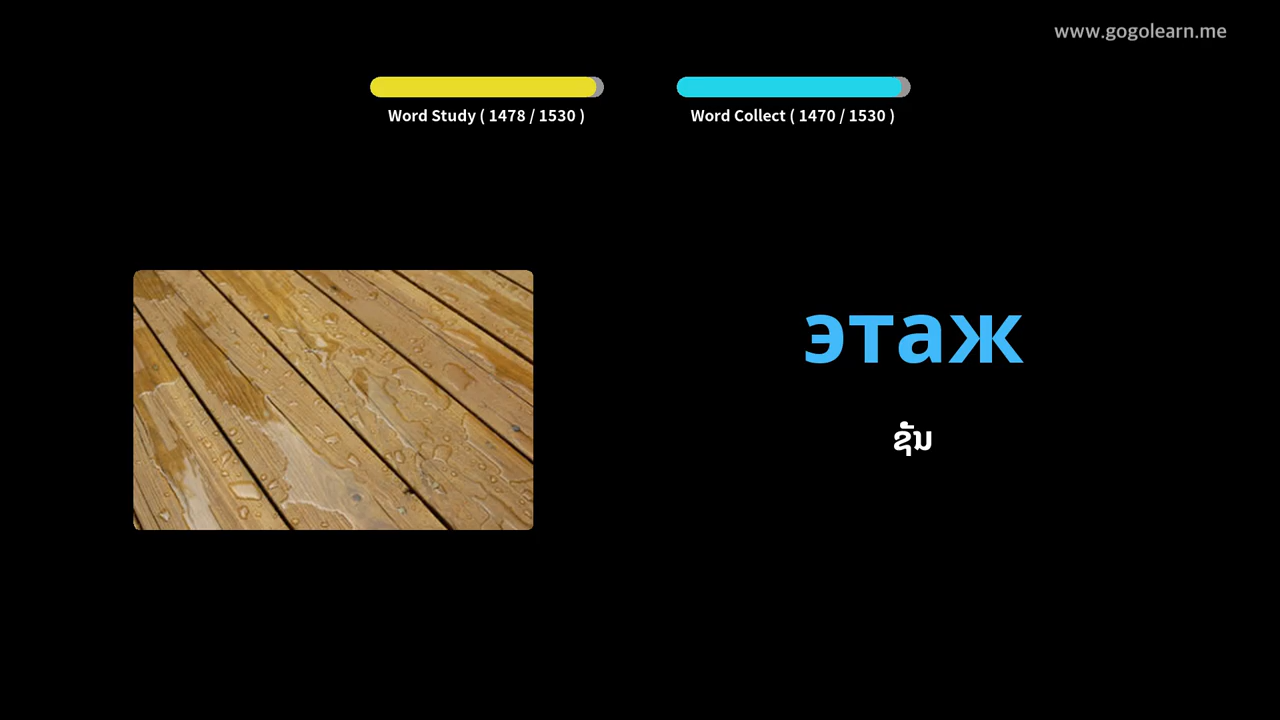 www.gogolearn.me
Word Study ( 1478 / 1530 )
Word Collect ( 1470 / 1530 )
этаж
ຊັ້ນ